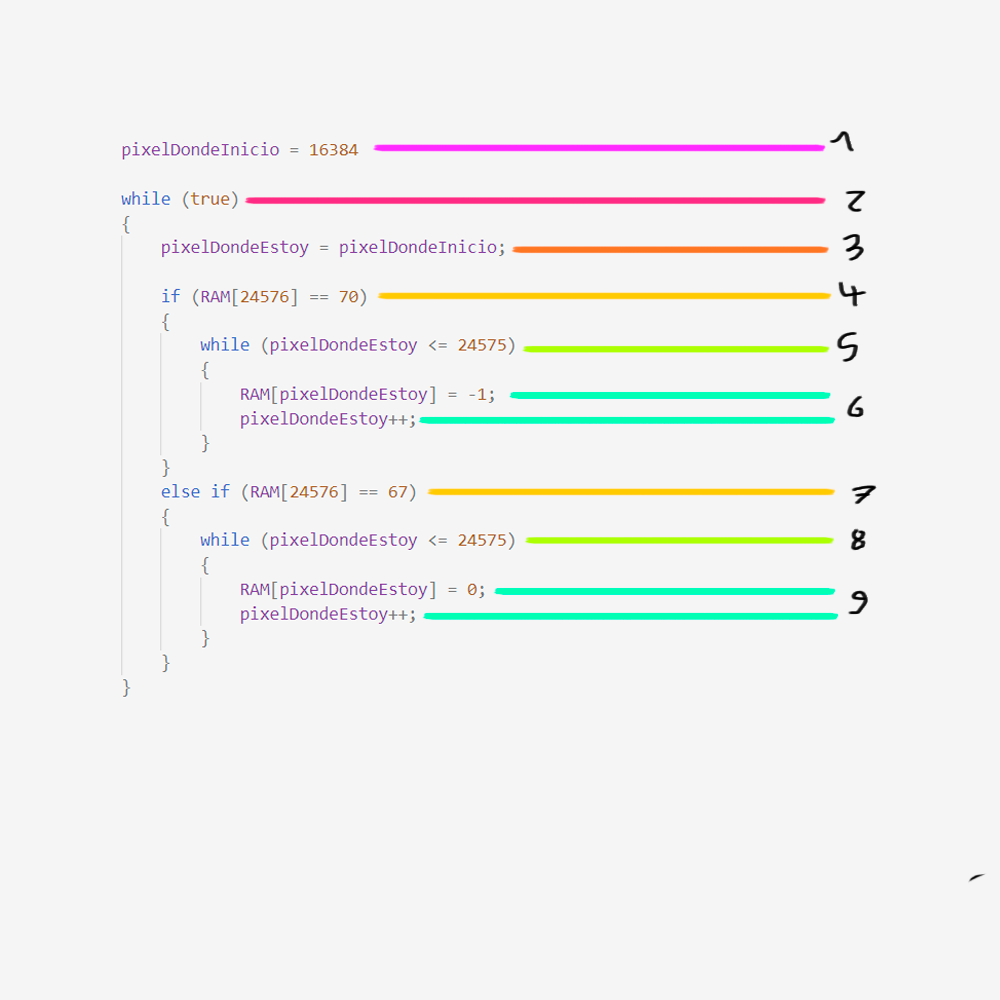 pixelDondeInicio = 16384 1
while (true) 2
{
pixelDondeEstoy = pixelDondeInicio; 3
if (RAM[24576] == 70) 4
{
while (pixelDondeEstoy <= 24575) 5
{
RAM[pixelDondeEstoy] = -1;
6
pixelDondeEstoy++;
}
}
else if (RAM[24576] == 67) 7
{
while (pixelDondeEstoy <= 24575) 8
{
RAM[pixelDondeEstoy] = 0;
9
pixelDondeEstoy++;
}
}
}